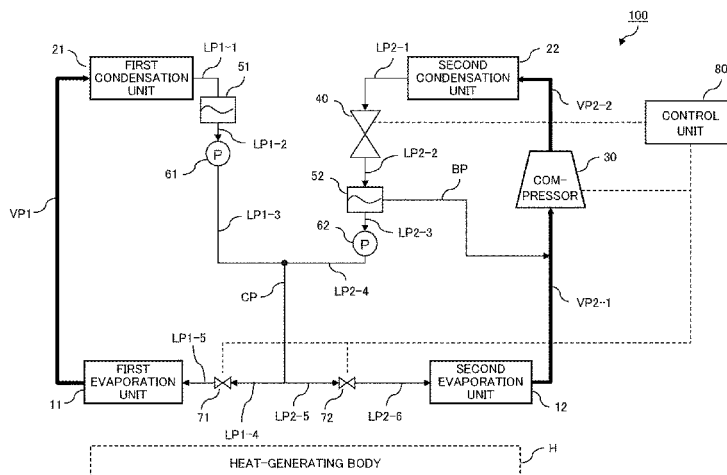 100
21
FIRST
CONDENSATION
UNIT
LP1-1
51
LP2-1
SECOND
CONDENSATION
UNIT
22
80
CONTROL
UNIT
40
VP2-2
LP1-2
P
61
LP2-2
30
COM-
PRESSOR
52
BP
VP1
LP1-3
62
P
LP2-3
LP2-4
CP
VP2-1
LP1-5
FIRST
EVAPORATION
UNIT
11
71
LP1-4
LP2-5
72
LP2-6
SECOND
EVAPORATION
UNIT
12
H
HEAT-GENERATING BODY